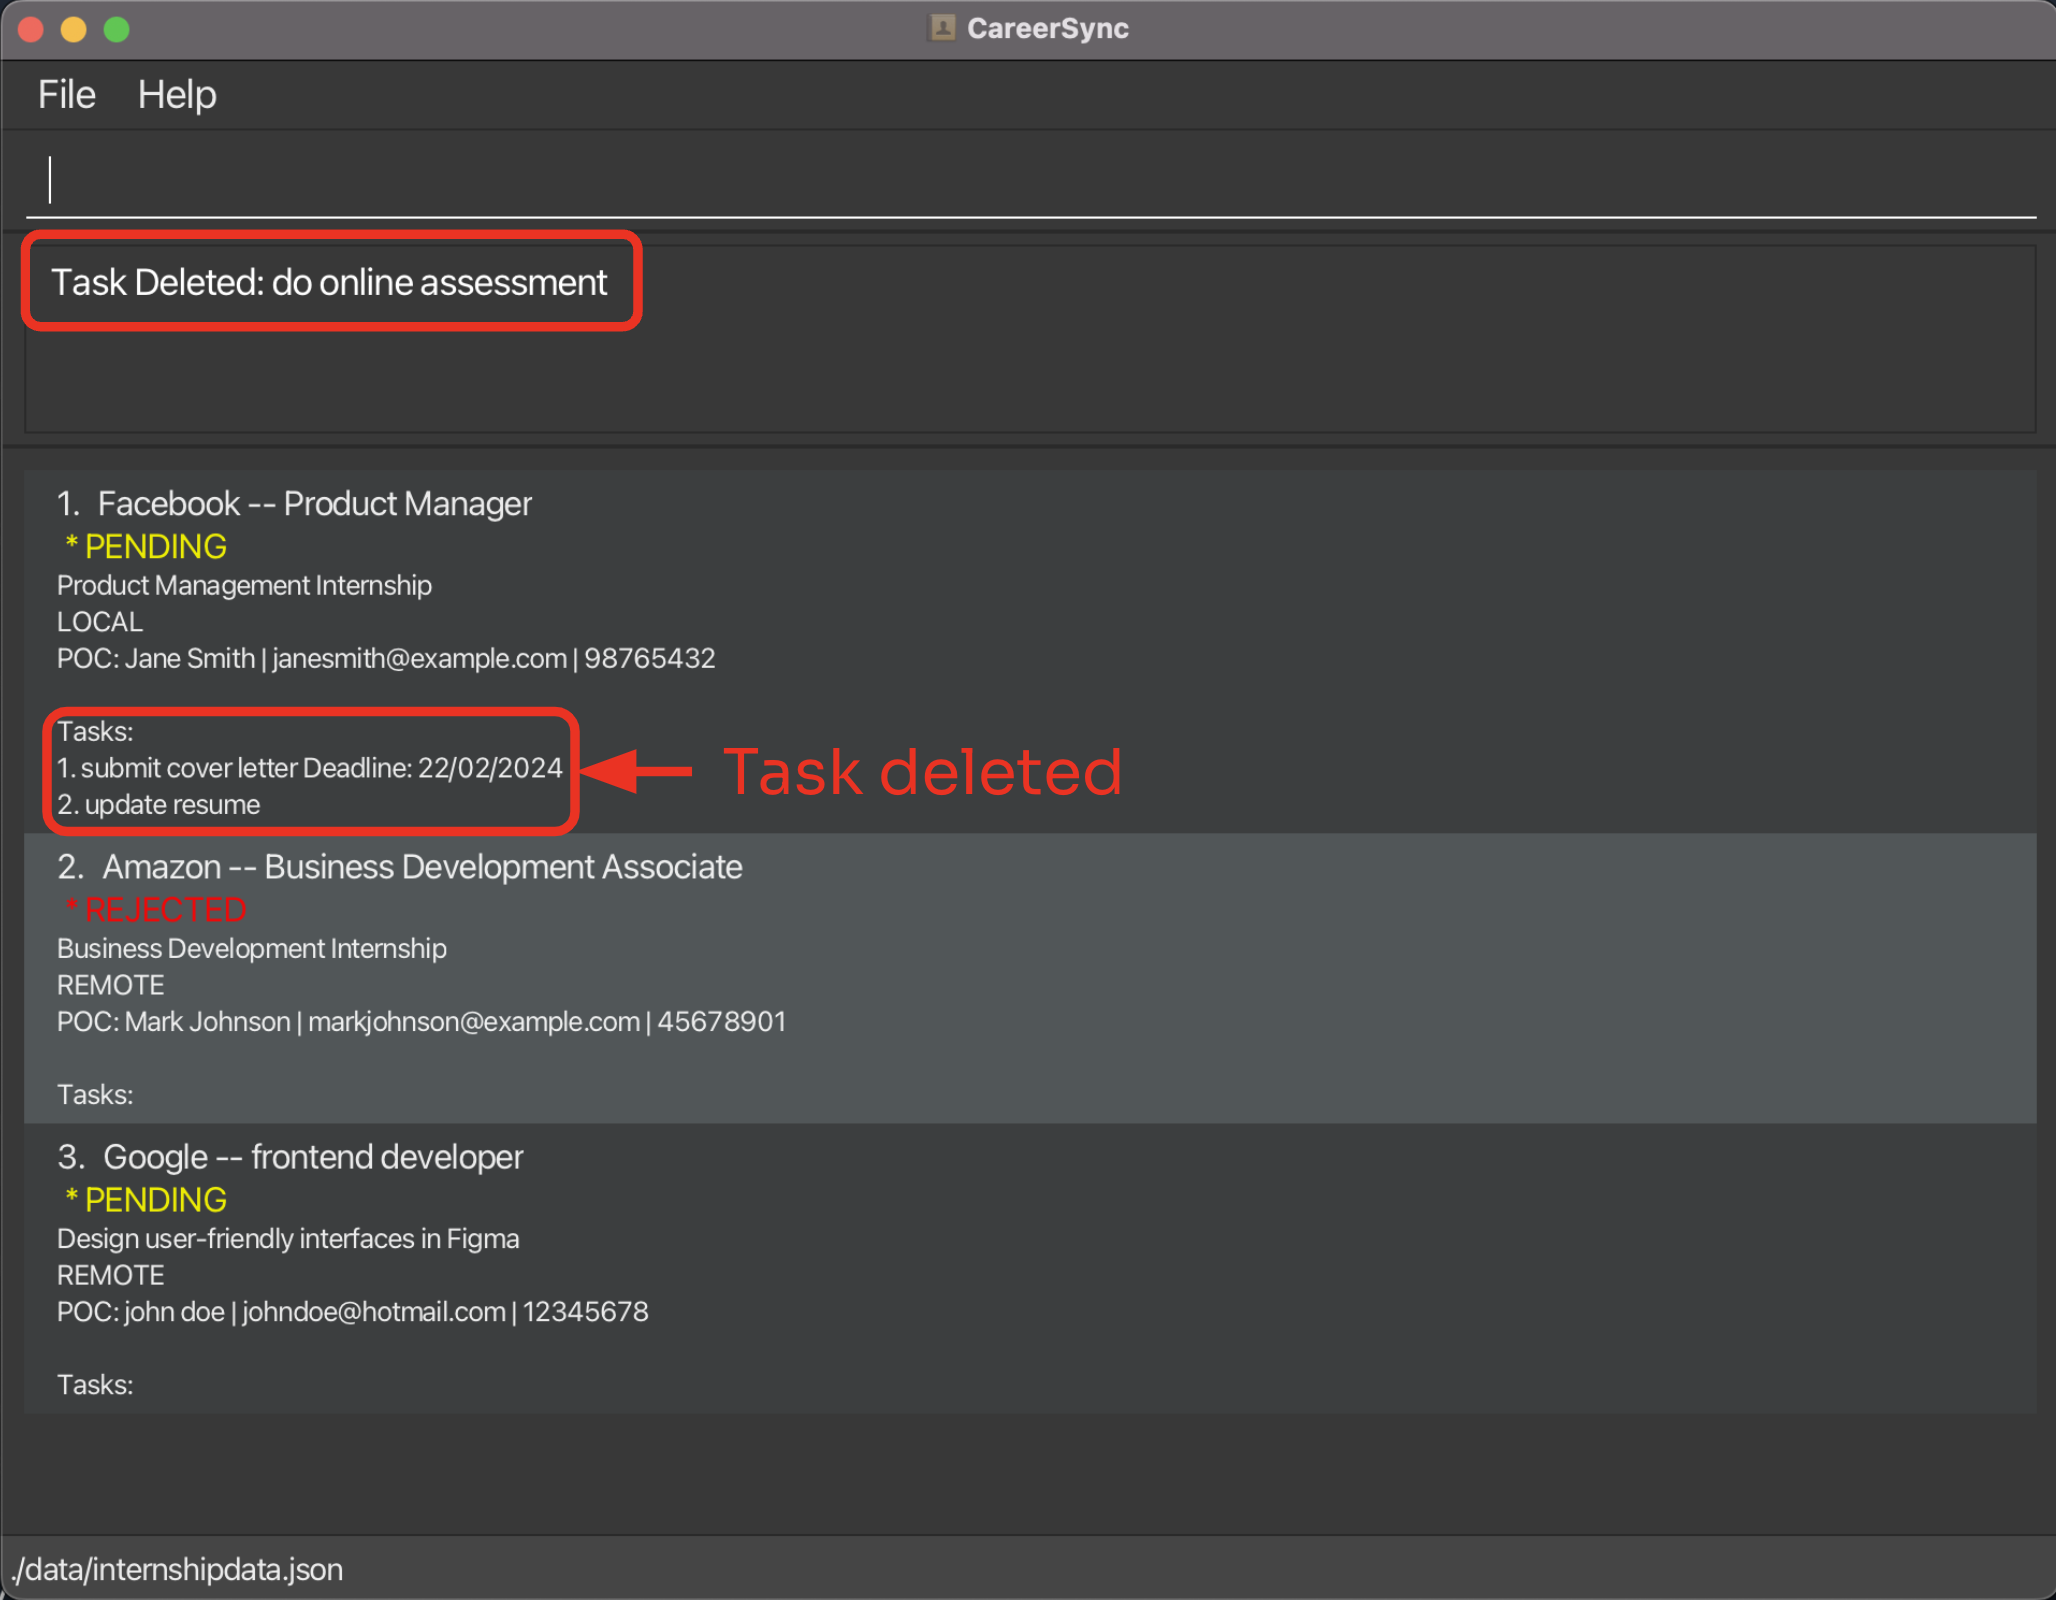 CareerSync
File Help
Task Deleted: do online assessment
1. Facebook -- Product Manager
* PENDING
Product Management Internship
LOCAL
POC: Jane Smith | janesmith@example.com | 98765432
Tasks:
1. submit cover letter Deadline: 22/02/2024
2. update resume
Task deleted
2. Amazon -- Business Development Associate
* REJECTED
Business Development Internship
REMOTE
POC: Mark Johnson | markjohnson@example.com | 45678901
Tasks:
3. Google -- frontend developer
* PENDING
Design user-friendly interfaces in Figma
REMOTE
POC: john doe | johndoe@hotmail.com | 12345678
Tasks:
./data/internshipdata.json